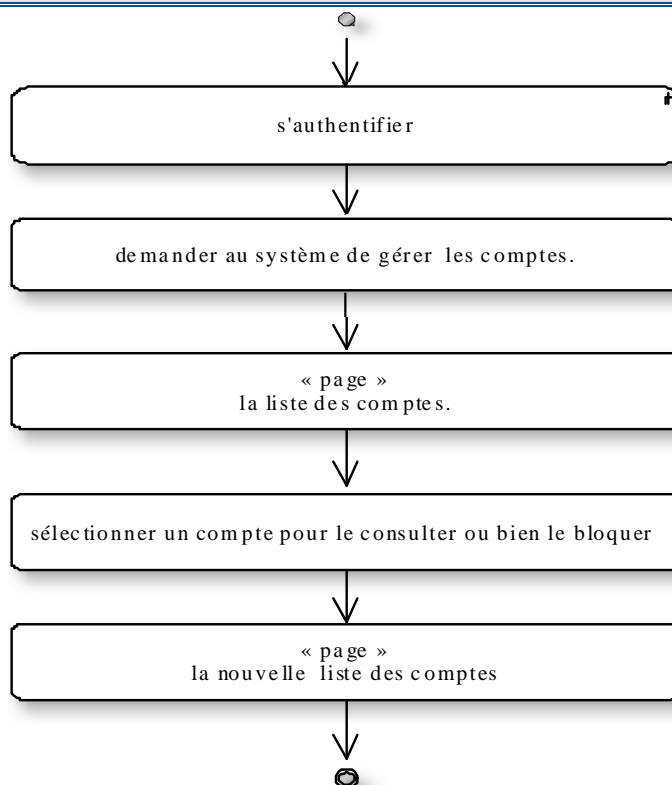 s'authentifier
demander au système de gérer les comptes.
« page »
la liste des comptes.
sélectionner un compte pour le consulter ou bien le bloquer
« page »
la nouvelle liste des comptes